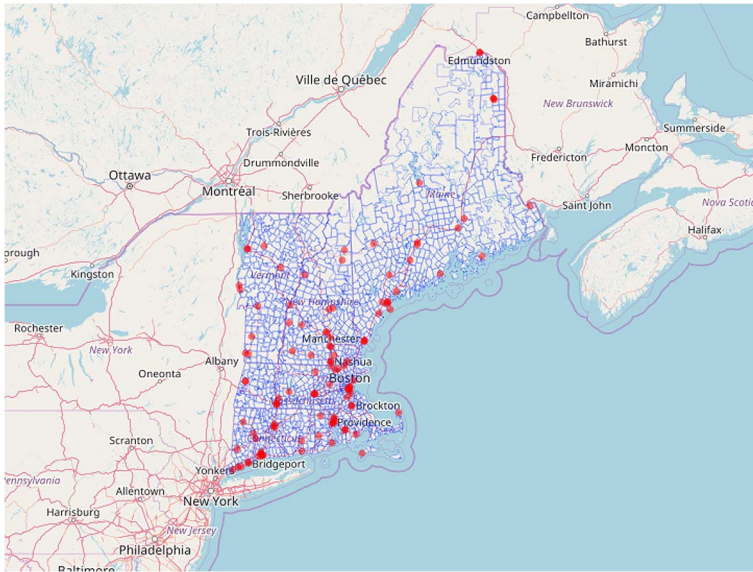 Campbellton
Bathurst
Edmundston
Ville de Québec
Miramichi
New Brunswick
Trois-Rivières
Summerside
Drummondville
Fredericton
Moncton
Ottawa
Montréal
Sherbrooke
Maine
Saint John
Nova Scotia
Halifax
orough
Kingston
Vermont
New Hampshire
Rochester
Manchester
New York
Albany
Nashua
Oneonta
Boston
Massachusetts
Brockton
Providence
Scranton
Connecticut
Yonkers
Bridgeport
Pennsylvania
Allentown
New York
Harrisburg
New Jersey
Philadelphia
Baltimore